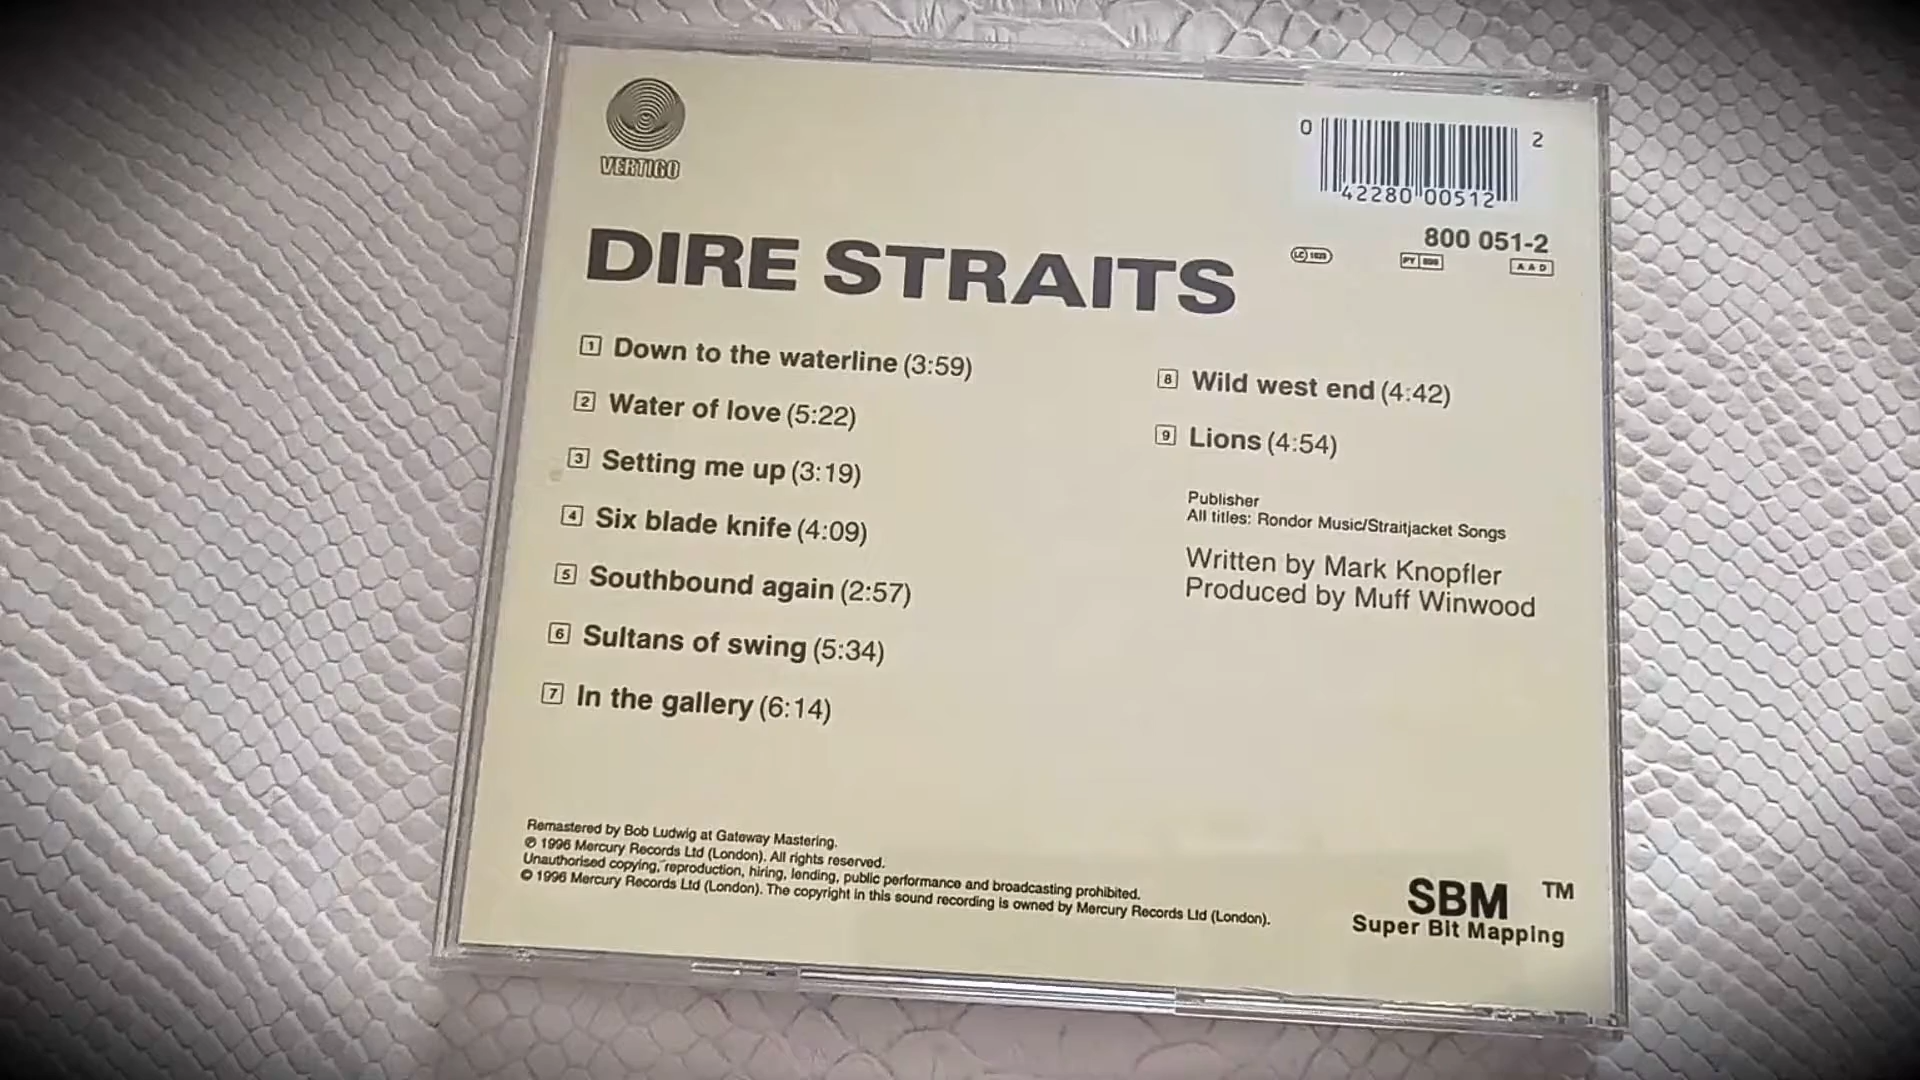 VERTIGO
0 42280 00512 2
800 051-2
LC
AAD
DIRE STRAITS
1 Down to the waterline (3:59)
2 Water of love (5:22)
3 Setting me up (3:19)
4 Six blade knife (4:09)
5 Southbound again (2:57)
6 Sultans of swing (5:34)
7 In the gallery (6:14)
8 Wild west end (4:42)
9 Lions (4:54)
Publisher
All titles: Rondor Music/Straitjacket Songs
Written by Mark Knopfler
Produced by Muff Winwood
Remastered by Bob Ludwig at Gateway Mastering.
℗ 1996 Mercury Records Ltd (London). All rights reserved.
Unauthorised copying, reproduction, hiring, lending, public performance and broadcasting prohibited.
© 1996 Mercury Records Ltd (London). The copyright in this sound recording is owned by Mercury Records Ltd (London).
SBM TM
Super Bit Mapping